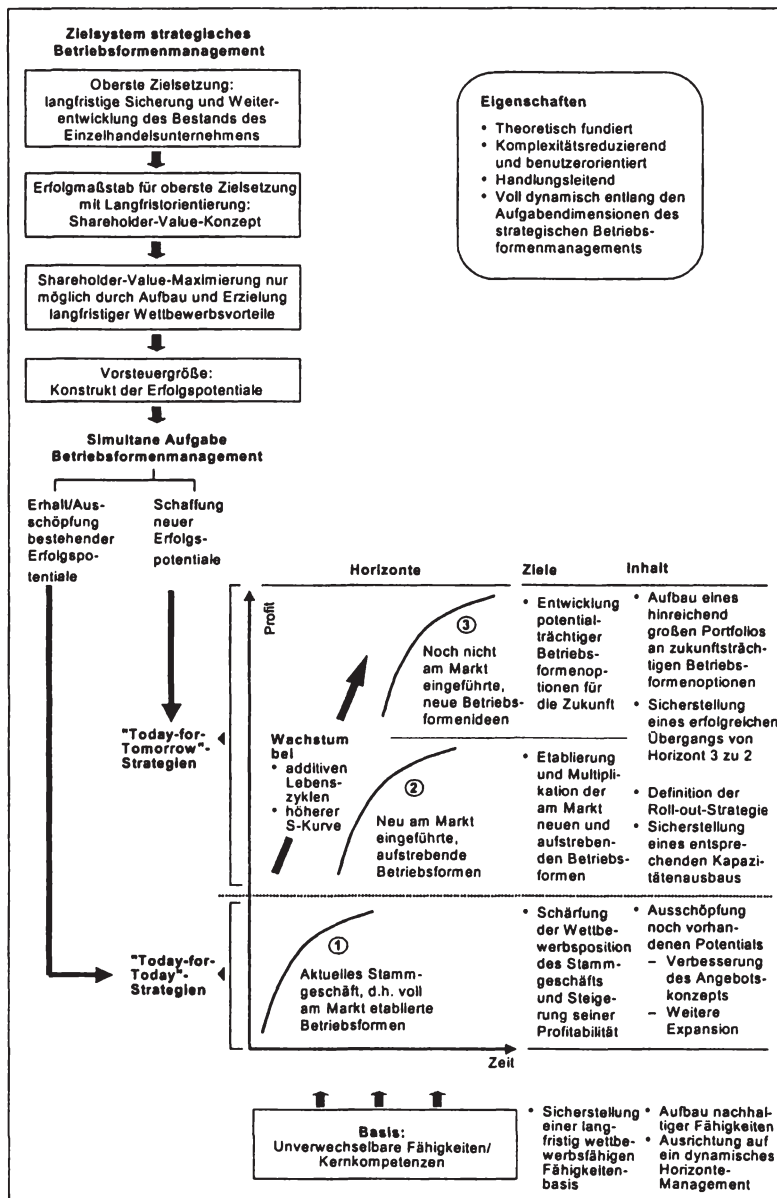 Zielsystem strategisches
Betriebsformenmanagement
Oberste Zielsetzung:
langfristige Sicherung und Weiter-
entwicklung des Bestands des
Einzelhandelsunternehmens
Erfolgmaßstab für oberste Zielsetzung
mit Langfristorientierung:
Shareholder-Value-Konzept
Shareholder-Value-Maximierung nur
möglich durch Aufbau und Erzielung
langfristiger Wettbewerbsvorteile
Vorsteuergröße:
Konstrukt der Erfolgspotentiale
Simultane Aufgabe
Betriebsformenmanagement
Erhalt/Aus-
schöpfung
bestehender
Erfolgspo-
tentiale
Schaffung
neuer
Erfolgs-
potentiale
Eigenschaften
• Theoretisch fundiert
• Komplexitätsreduzierend
und benutzerorientiert
• Handlungsleitend
• Voll dynamisch entlang den
Aufgabendimensionen des
strategischen Betriebs-
formenmanagements
"Today-for-
Tomorrow"-
Strategien
"Today-for-
Today"-
Strategien
Horizonte
Profit
Wachstum
bei
• additiven
Lebens-
zyklen
• höherer
S-Kurve
3
Noch nicht
am Markt
eingeführte,
neue Betriebs-
formenideen
2
Neu am Markt
eingeführte,
aufstrebende
Betriebsformen
1
Aktuelles Stamm-
geschäft, d.h. voll
am Markt etablierte
Betriebsformen
Zeit
Ziele
• Entwicklung
potential-
trächtiger
Betriebs-
formenop-
tionen für
die Zukunft
• Etablierung
und Multipli-
kation der
am Markt
neuen und
aufstreben-
den Betriebs-
formen
• Schärfung
der Wettbe-
werbsposition
des Stamm-
geschäfts
und Steige-
rung seiner
Profitabilität
Inhalt
• Aufbau eines
hinreichend
großen Portfolios
an zukunftsträch-
tigen Betriebs-
formenoptionen
• Sicherstellung
eines erfolgreichen
Übergangs von
Horizont 3 zu 2
• Definition der
Roll-out-Strategie
• Sicherstellung
eines entspre-
chenden Kapazi-
tätenausbaus
• Ausschöpfung
noch vorhan-
denen Potentials
– Verbesserung
des Angebots-
konzepts
– Weitere
Expansion
Basis:
Unverwechselbare Fähigkeiten/
Kernkompetenzen
• Sicherstellung
einer lang-
fristig wettbe-
werbsfähigen
Fähigkeiten-
basis
• Aufbau nachhal-
tiger Fähigkeiten
• Ausrichtung auf
ein dynamisches
Horizonte-
Management